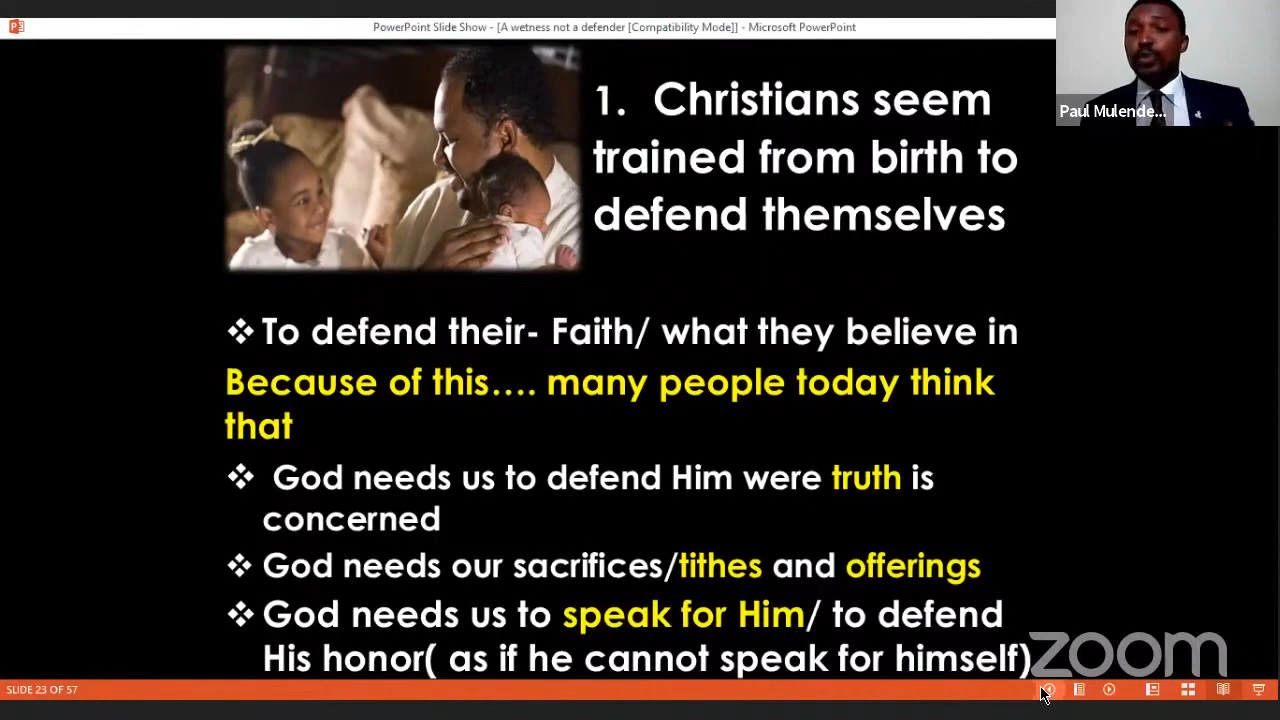 PowerPoint Slide Show - [A wetness not a defender [Compatibility Mode]] - Microsoft PowerPoint
Paul Mulende...
1. Christians seem
trained from birth to
defend themselves
❖ To defend their- Faith/ what they believe in
Because of this.... many people today think
that
❖ God needs us to defend Him were truth is
concerned
❖ God needs our sacrifices/tithes and offerings
❖ God needs us to speak for Him/ to defend
His honor( as if he cannot speak for himself)
zoom
SLIDE 23 OF 57